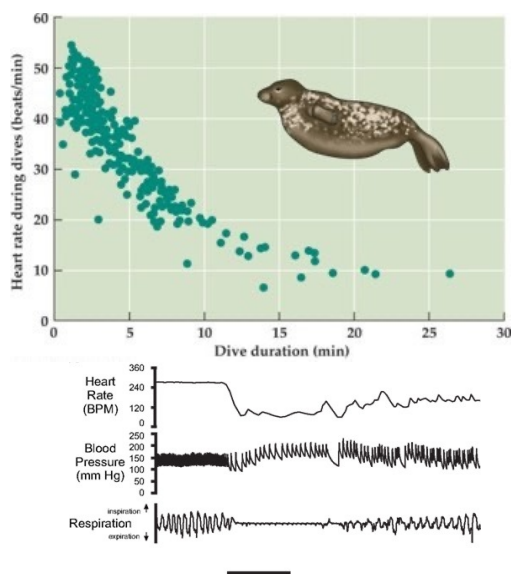 Heart rate during dives (beats/min)
60
50
40
30
20
10
0
0 5 10 15 20 25 30
Dive duration (min)
Heart
Rate
(BPM)
360
240
120
0
Blood
Pressure
(mm Hg)
250
200
150
100
50
0
Respiration
inspiration
expiration